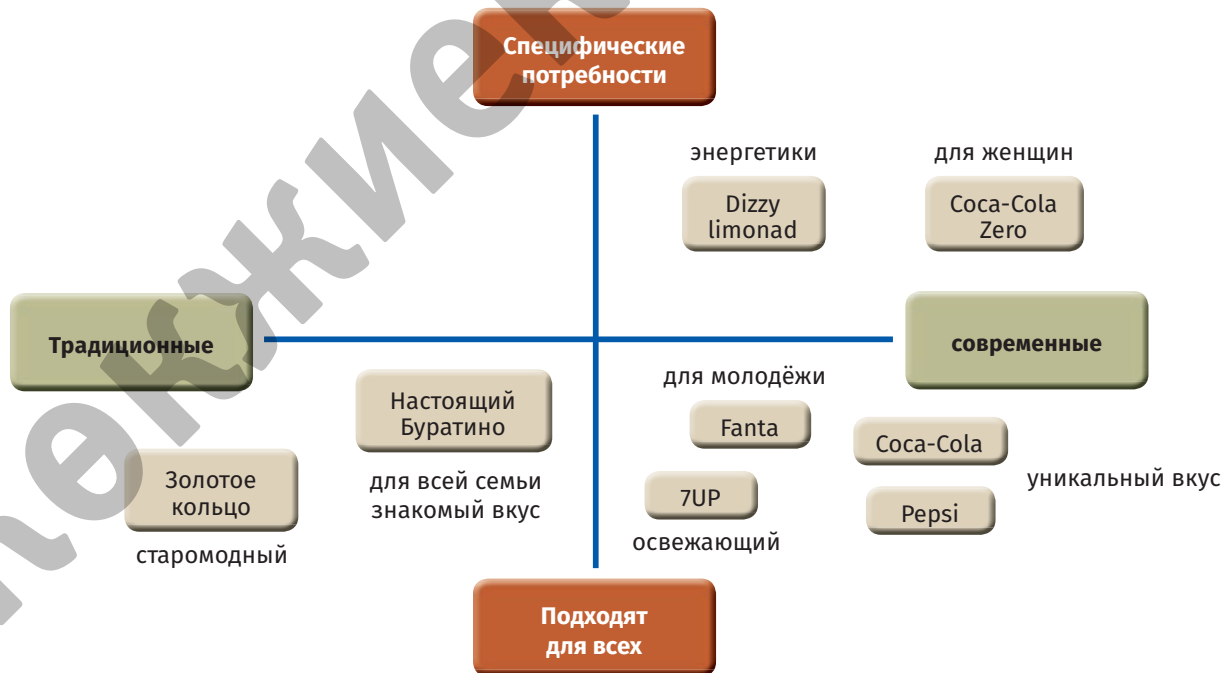 Специфические
потребности
энергетики
для женщин
Dizzy
limonad
Coca-Cola
Zero
Традиционные
современные
для молодёжи
Настоящий
Буратино
Fanta
Coca-Cola
Золотое
кольцо
для всей семьи
знакомый вкус
7UP
уникальный вкус
Pepsi
старомодный
освежающий
Подходят
для всех